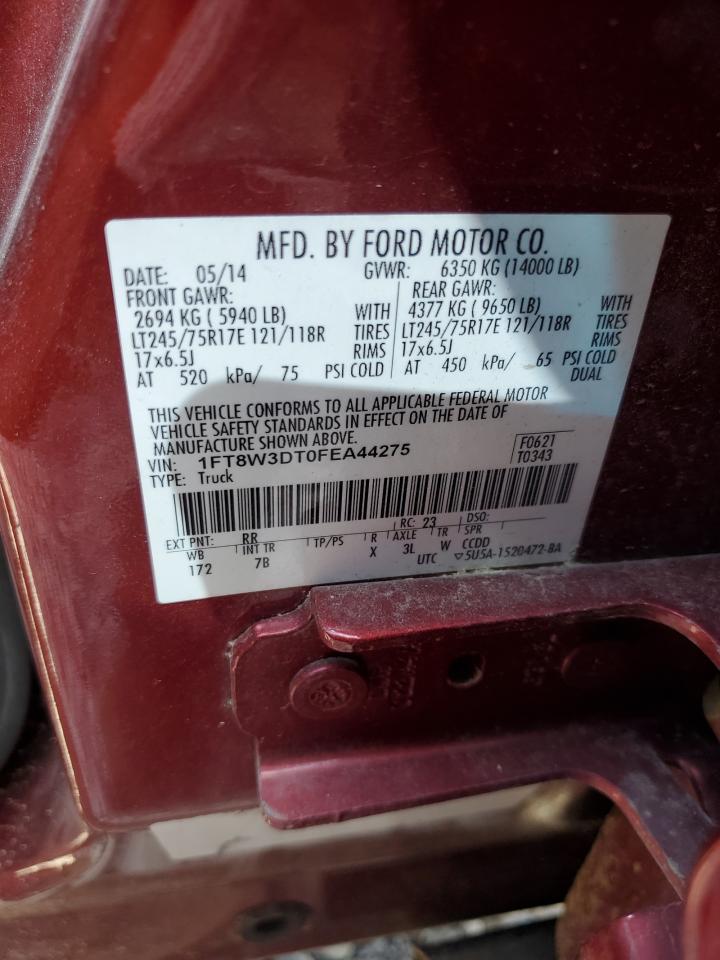 MFD. BY FORD MOTOR CO.
DATE: 05/14 GVWR: 6350 KG (14000 LB)
FRONT GAWR: REAR GAWR:
2694 KG ( 5940 LB) WITH 4377 KG ( 9650 LB) WITH
LT245/75R17E 121/118R TIRES LT245/75R17E 121/118R TIRES
17x6.5J RIMS 17x6.5J RIMS
AT 520 kPa/ 75 PSI COLD AT 450 kPa/ 65 PSI COLD
DUAL
THIS VEHICLE CONFORMS TO ALL APPLICABLE FEDERAL MOTOR
VEHICLE SAFETY STANDARDS IN EFFECT ON THE DATE OF
MANUFACTURE SHOWN ABOVE.
VIN: 1FT8W3DT0FEA44275 F0621
TYPE: Truck T0343
EXT PNT: RR RC: 23 DSO:
WB INT TR TP/PS R AXLE TR SPR
172 7B X 3L W CCDD
UTC ▽5U5A-1520472-BA